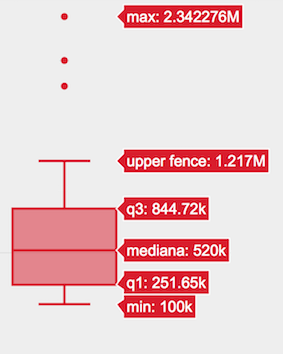 max: 2.342276M
upper fence: 1.217M
q3: 844.72k
mediana: 520k
q1: 251.65k
min: 100k